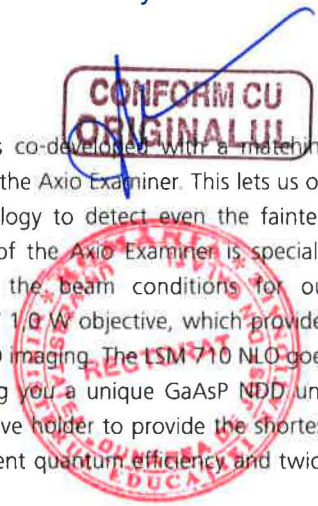 CONFORM CU
ORIGINALUL
s co-developed with a matchin
the Axio Examiner. This lets us o
logy to detect even the fainte
of the Axio Examiner is special
the beam conditions for ou
1,0 W objective, which provide
imaging. The LSM 710 NLO goe
g you a unique GaAsP NDD un
ve holder to provide the shortes
ent quantum efficiency and twic
REGISTRATURA
EDUCAȚIEI